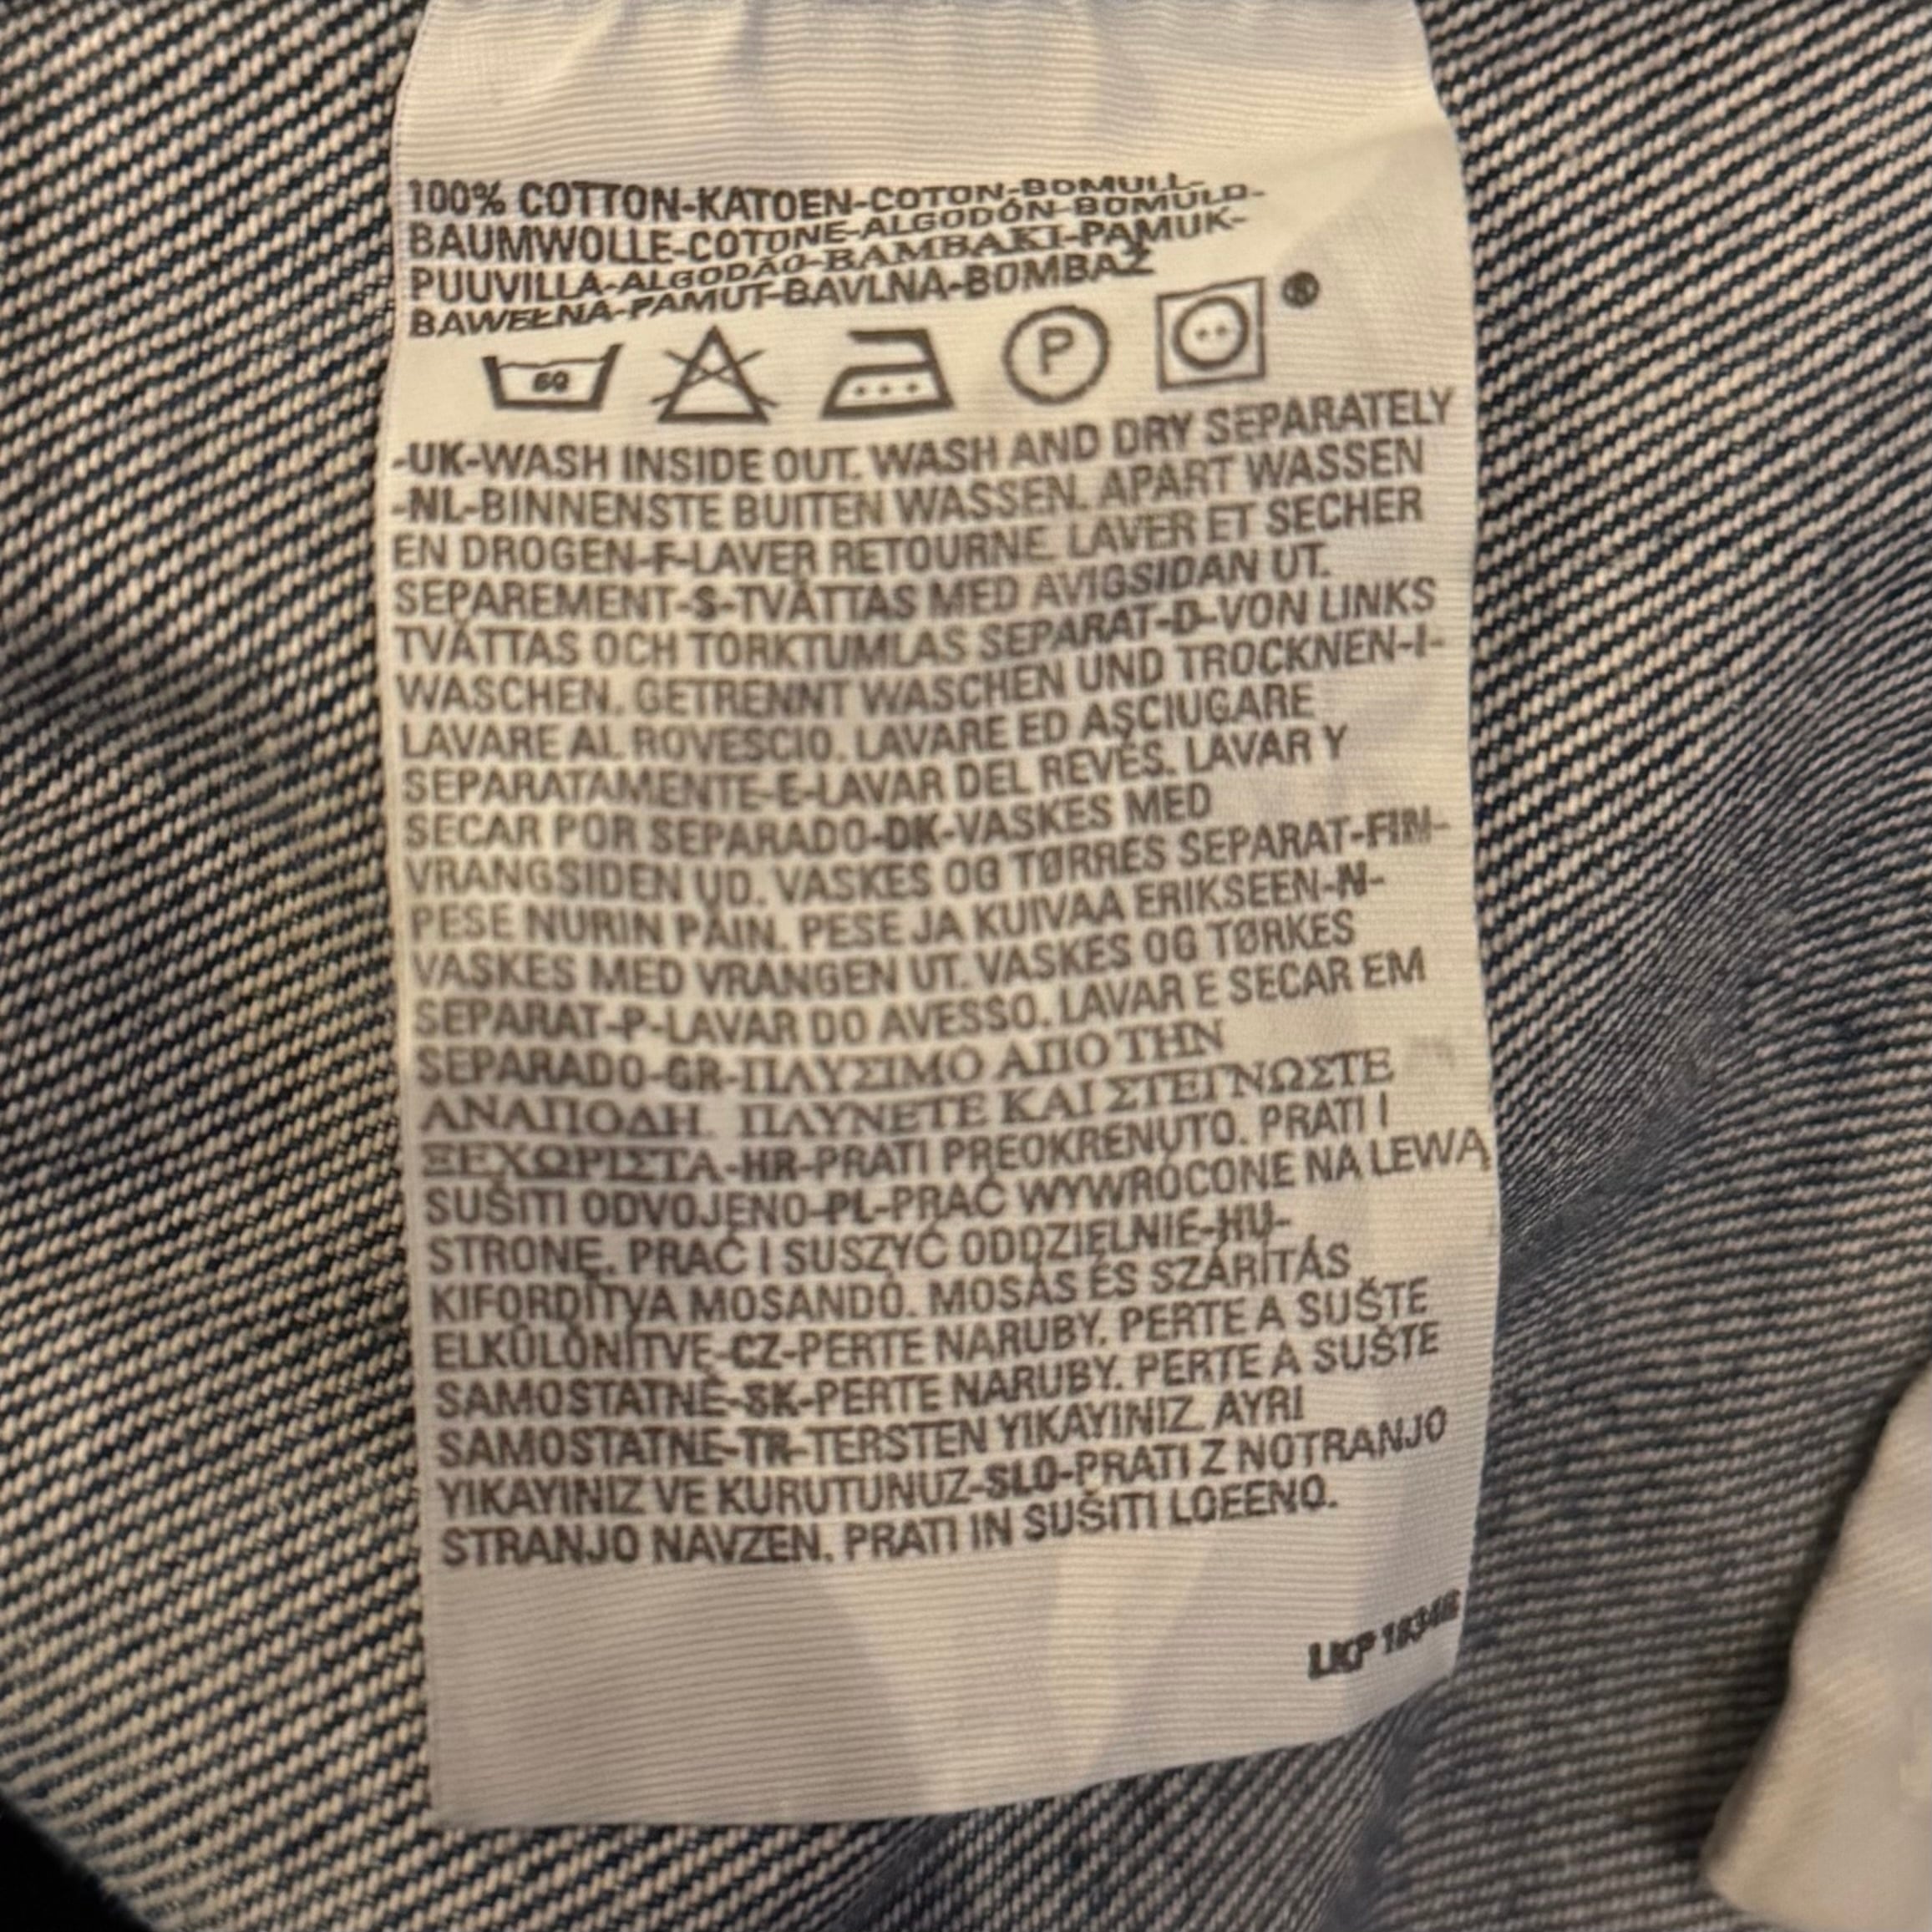 100% COTTON-KATOEN-COTON-BOMULL-
BAUMWOLLE-COTONE-ALGODÓN-BOMULD-
PUUVILLA-ALGODÃO-BAMBAKI-PAMUK-
BAWEŁNA-PAMUT-BAVLNA-BOMBAŽ
60 P ®
-UK-WASH INSIDE OUT. WASH AND DRY SEPARATELY
-NL-BINNENSTE BUITEN WASSEN. APART WASSEN
EN DROGEN-F-LAVER RETOURNE. LAVER ET SECHER
SEPAREMENT-S-TVÄTTAS MED AVIGSIDAN UT.
TVÄTTAS OCH TORKTUMLAS SEPARAT-D-VON LINKS
WASCHEN. GETRENNT WASCHEN UND TROCKNEN-I-
LAVARE AL ROVESCIO. LAVARE ED ASCIUGARE
SEPARATAMENTE-E-LAVAR DEL REVÉS. LAVAR Y
SECAR POR SEPARADO-DK-VASKES MED
VRANGSIDEN UD. VASKES OG TØRRES SEPARAT-FIN-
PESE NURIN PÄIN. PESE JA KUIVAA ERIKSEEN-N-
VASKES MED VRANGEN UT. VASKES OG TØRKES
SEPARAT-P-LAVAR DO AVESSO. LAVAR E SECAR EM
SEPARADO-GR-ΠΛΥΣΙΜΟ ΑΠΟ ΤΗΝ
ΑΝΑΠΟΔΗ. ΠΛΥΝΕΤΕ ΚΑΙ ΣΤΕΓΝΩΣΤΕ
ΞΕΧΩΡΙΣΤΑ-HR-PRATI PREOKRENUTO. PRATI I
SUŠITI ODVOJENO-PL-PRAĆ WYWRÓCONE NA LEWĄ
STRONĘ. PRAĆ I SUSZYĆ ODDZIELNIE-HU-
KIFORDÍTVA MOSANDÓ. MOSÁS ÉS SZÁRÍTÁS
ELKÜLÖNÍTVE-CZ-PERTE NARUBY. PERTE A SUŠTE
SAMOSTATNĚ-SK-PERTE NARUBY. PERTE A SUŠTE
SAMOSTATNE-TR-TERSTEN YIKAYINIZ. AYRI
YIKAYINIZ VE KURUTUNUZ-SLO-PRATI Z NOTRANJO
STRANJO NAVZEN. PRATI IN SUŠITI LOEENO.
LKP